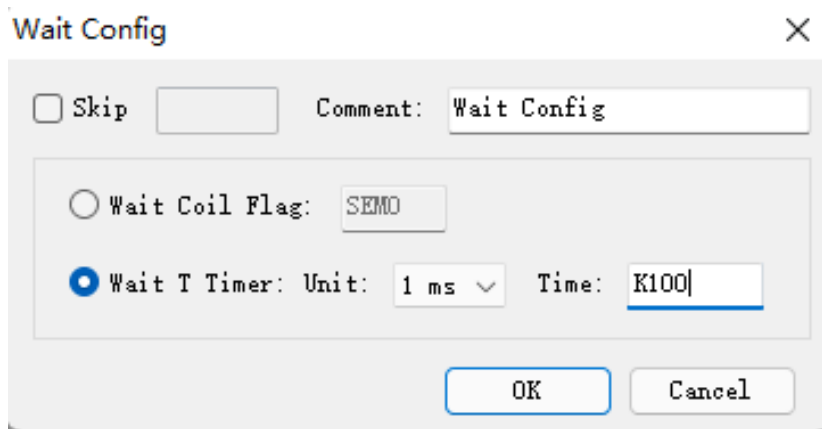 Wait Config
Skip Comment: Wait Config
Wait Coil Flag: SEM0
Wait T Timer: Unit: 1 ms Time: K100
OK Cancel